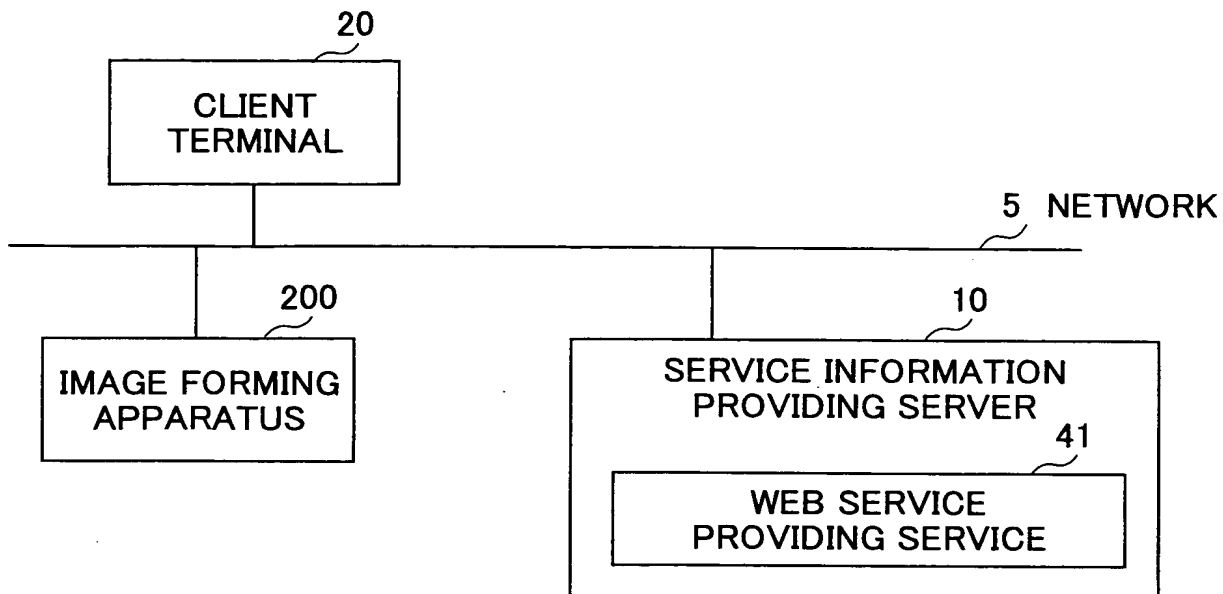 20
CLIENT
TERMINAL
5 NETWORK
200
IMAGE FORMING
APPARATUS
10
SERVICE INFORMATION
PROVIDING SERVER
41
WEB SERVICE
PROVIDING SERVICE